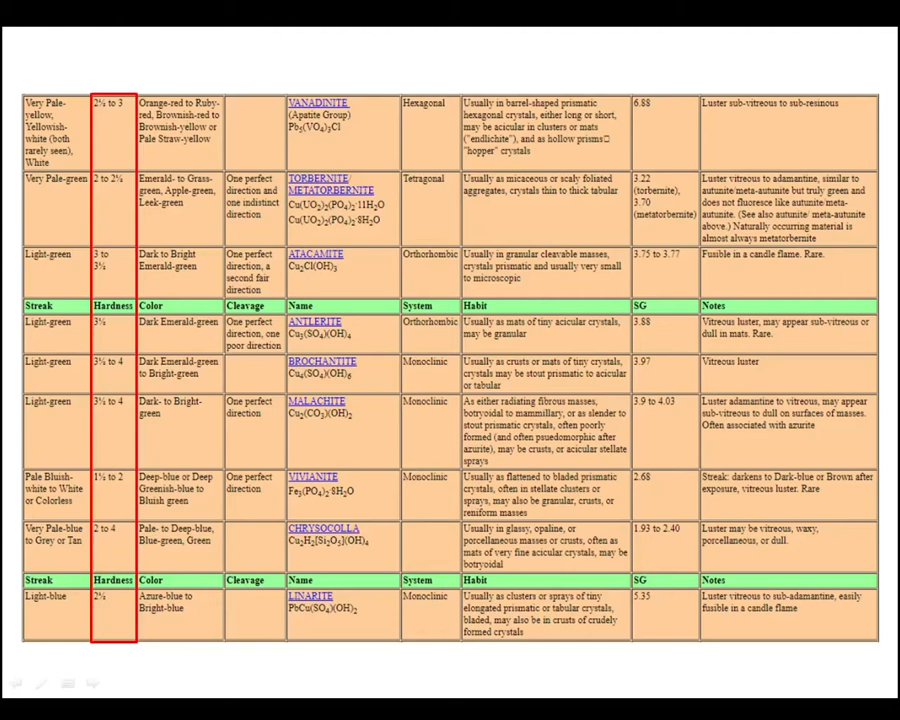 Very Pale-
yellow,
Yellowish-
white (both
rarely seen),
White
2½ to 3
Orange-red to Ruby-
red, Brownish-red to
Brownish-yellow or
Pale Straw-yellow
VANADINITE
(Apatite Group)
Pb5(VO4)3Cl
Hexagonal
Usually in barrel-shaped prismatic
hexagonal crystals, either long or short,
may be acicular in clusters or mats
("endlichite"), and as hollow prisms□
"hopper" crystals
6.88
Luster sub-vitreous to sub-resinous
Very Pale-green
2 to 2½
Emerald- to Grass-
green, Apple-green,
Leek-green
One perfect
direction and
one indistinct
direction
TORBERNITE/
METATORBERNITE
Cu(UO2)2(PO4)2·11H2O
Cu(UO2)2(PO4)2·8H2O
Tetragonal
Usually as micaceous or scaly foliated
aggregates, crystals thin to thick tabular
3.22
(torbernite),
3.70
(metatorbernite)
Luster vitreous to adamantine, similar to
autunite/meta-autunite but truly green and
does not fluoresce like autunite/meta-
autunite. (See also autunite/ meta-autunite
above.) Naturally occurring material is
almost always metatorbernite
Light-green
3 to
3½
Dark to Bright
Emerald-green
One perfect
direction, a
second fair
direction
ATACAMITE
Cu2Cl(OH)3
Orthorhombic
Usually in granular cleavable masses,
crystals prismatic and usually very small
to microscopic
3.75 to 3.77
Fusible in a candle flame. Rare.
Streak Hardness Color Cleavage Name System Habit SG Notes
Light-green
3½
Dark Emerald-green
One perfect
direction, one
poor direction
ANTLERITE
Cu3(SO4)(OH)4
Orthorhombic
Usually as mats of tiny acicular crystals,
may be granular
3.88
Vitreous luster, may appear sub-vitreous or
dull in mats. Rare.
Light-green
3½ to 4
Dark Emerald-green
to Bright-green
One perfect
direction
BROCHANTITE
Cu4(SO4)(OH)6
Monoclinic
Usually as crusts or mats of tiny crystals,
crystals may be stout prismatic to acicular
or tabular
3.97
Vitreous luster
Light-green
3½ to 4
Dark- to Bright-
green
One perfect
direction
MALACHITE
Cu2(CO3)(OH)2
Monoclinic
As either radiating fibrous masses,
botryoidal to mammillary, or as slender to
stout prismatic crystals, often poorly
formed (and often psuedomorphic after
azurite), may be crusts, or acicular stellate
sprays
3.9 to 4.03
Luster adamantine to vitreous, may appear
sub-vitreous to dull on surfaces of masses.
Often associated with azurite
Pale Bluish-
white to White
or Colorless
1½ to 2
Deep-blue or Deep
Greenish-blue to
Bluish green
One perfect
direction
VIVIANITE
Fe3(PO4)2·8H2O
Monoclinic
Usually as flattened to bladed prismatic
crystals, often in stellate clusters or
sprays, may also be granular, crusts, or
reniform masses
2.68
Streak: darkens to Dark-blue or Brown after
exposure, vitreous luster. Rare
Very Pale-blue
to Grey or Tan
2 to 4
Pale- to Deep-blue,
Blue-green, Green
CHRYSOCOLLA
Cu2H2[Si2O5](OH)4
Usually in glassy, opaline, or
porcellaneous masses or crusts, often as
mats of very fine acicular crystals, may be
botryoidal
1.93 to 2.40
Luster may be vitreous, waxy,
porcellaneous, or dull.
Streak Hardness Color Cleavage Name System Habit SG Notes
Light-blue
2½
Azure-blue to
Bright-blue
LINARITE
PbCu(SO4)(OH)2
Monoclinic
Usually as clusters or sprays of tiny
elongated prismatic or tabular crystals,
bladed, may also be in crusts of crudely
formed crystals
5.35
Luster vitreous to sub-adamantine, easily
fusible in a candle flame